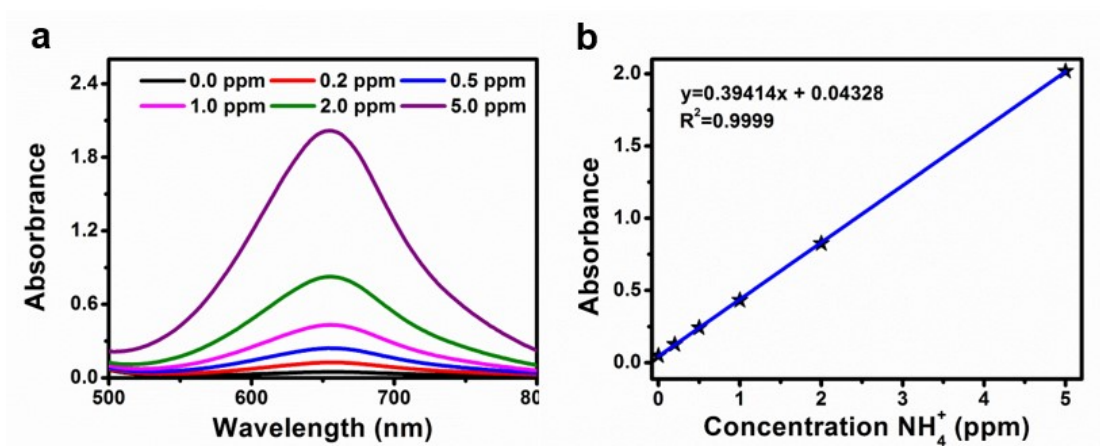 a
2.4
1.8
1.2
0.6
0.0
0.0 ppm 0.2 ppm 0.5 ppm
1.0 ppm 2.0 ppm 5.0 ppm
500 600 700 80
Absorbrance
Wavelength (nm)
b
2.0
1.5
1.0
0.5
0.0
y=0.39414x + 0.04328
R²=0.9999
0 1 2 3 4 5
Absorbance
Concentration NH₄⁺ (ppm)